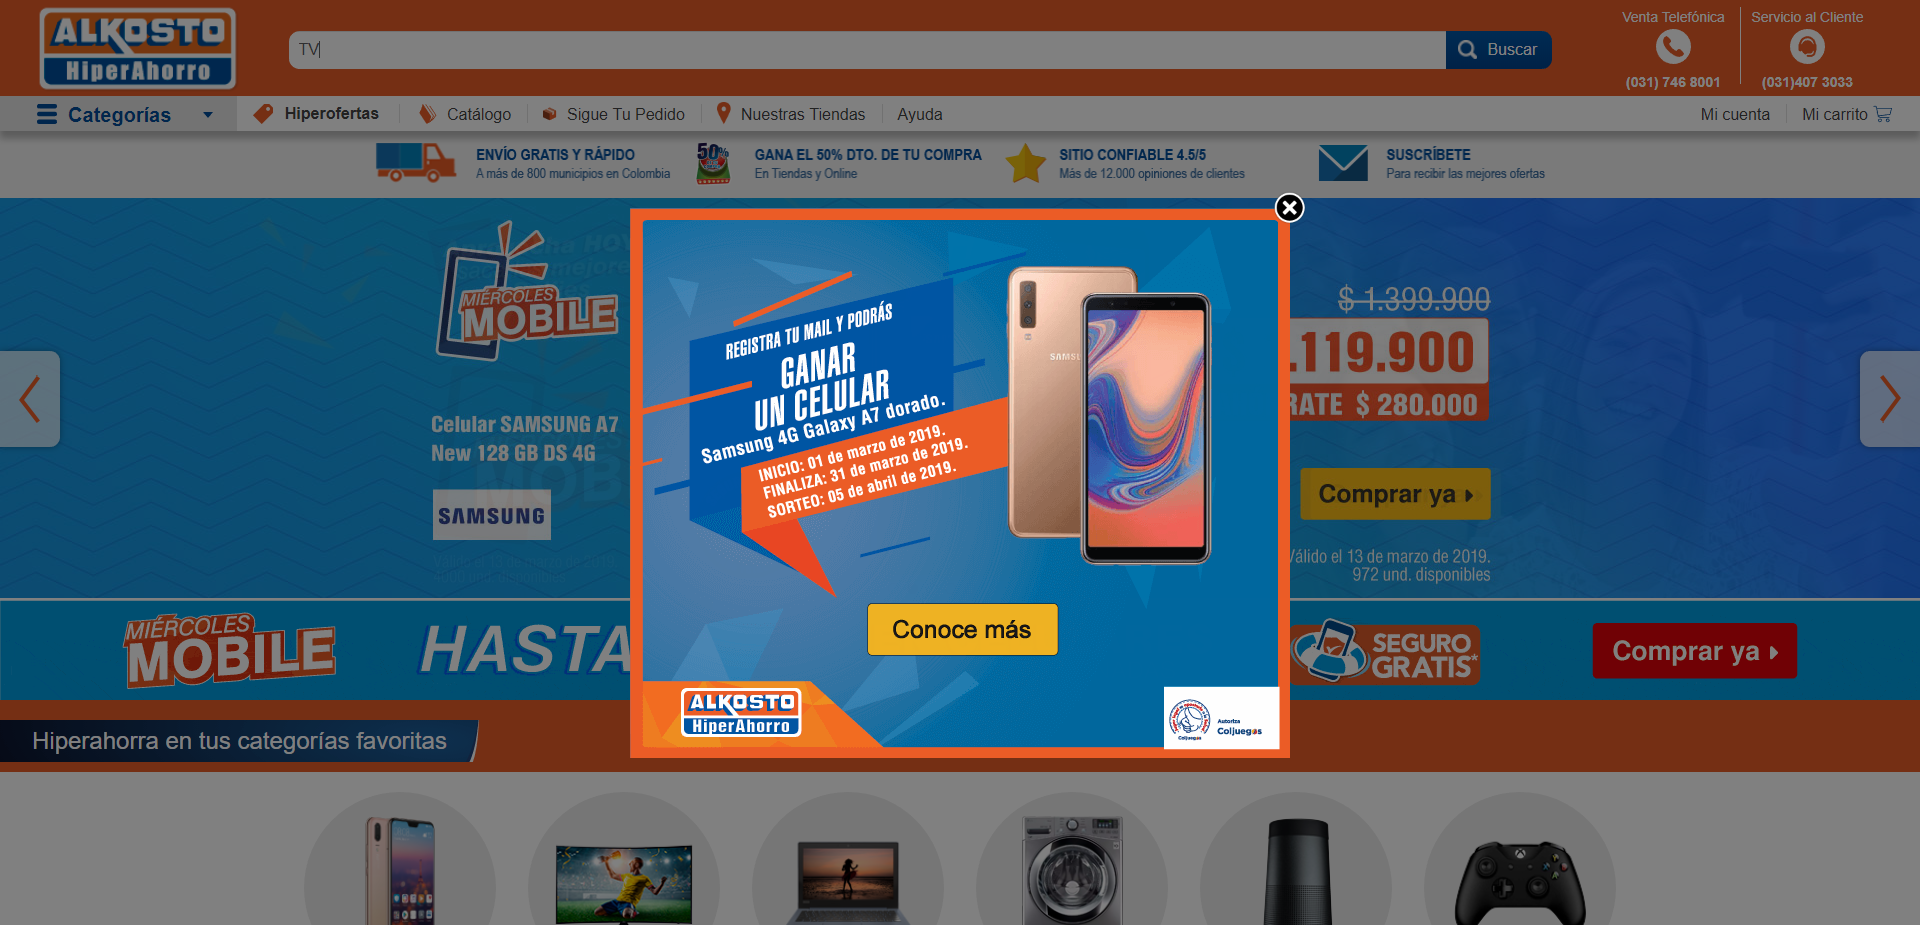 ALKOSTO
HiperAhorro
TV
Buscar
Venta Telefónica
(031) 746 8001
Servicio al Cliente
(031)407 3033
Categorías
Hiperofertas
Catálogo
Sigue Tu Pedido
Nuestras Tiendas
Ayuda
Mi cuenta
Mi carrito
ENVÍO GRATIS Y RÁPIDO
A más de 800 municipios en Colombia
50%
GANA EL 50% DTO. DE TU COMPRA
En Tiendas y Online
SITIO CONFIABLE 4.5/5
Más de 12.000 opiniones de clientes
SUSCRÍBETE
Para recibir las mejores ofertas
MIÉRCOLES
MOBILE
Celular SAMSUNG A7
New 128 GB DS 4G
SAMSUNG
REGISTRA TU MAIL Y PODRÁS
GANAR
UN CELULAR
Samsung 4G Galaxy A7 dorado.
INICIO: 01 de marzo de 2019.
FINALIZA: 31 de marzo de 2019.
SORTEO: 05 de abril de 2019.
Conoce más
ALKOSTO
HiperAhorro
Autoriza
Coljuegos
Coljuegos
$ 1.399.900
.119.900
RATE $ 280.000
Comprar ya
Válido el 13 de marzo de 2019.
972 und. disponibles
MIÉRCOLES
MOBILE
HASTA
SEGURO
GRATIS*
Comprar ya
Hiperahorra en tus categorías favoritas